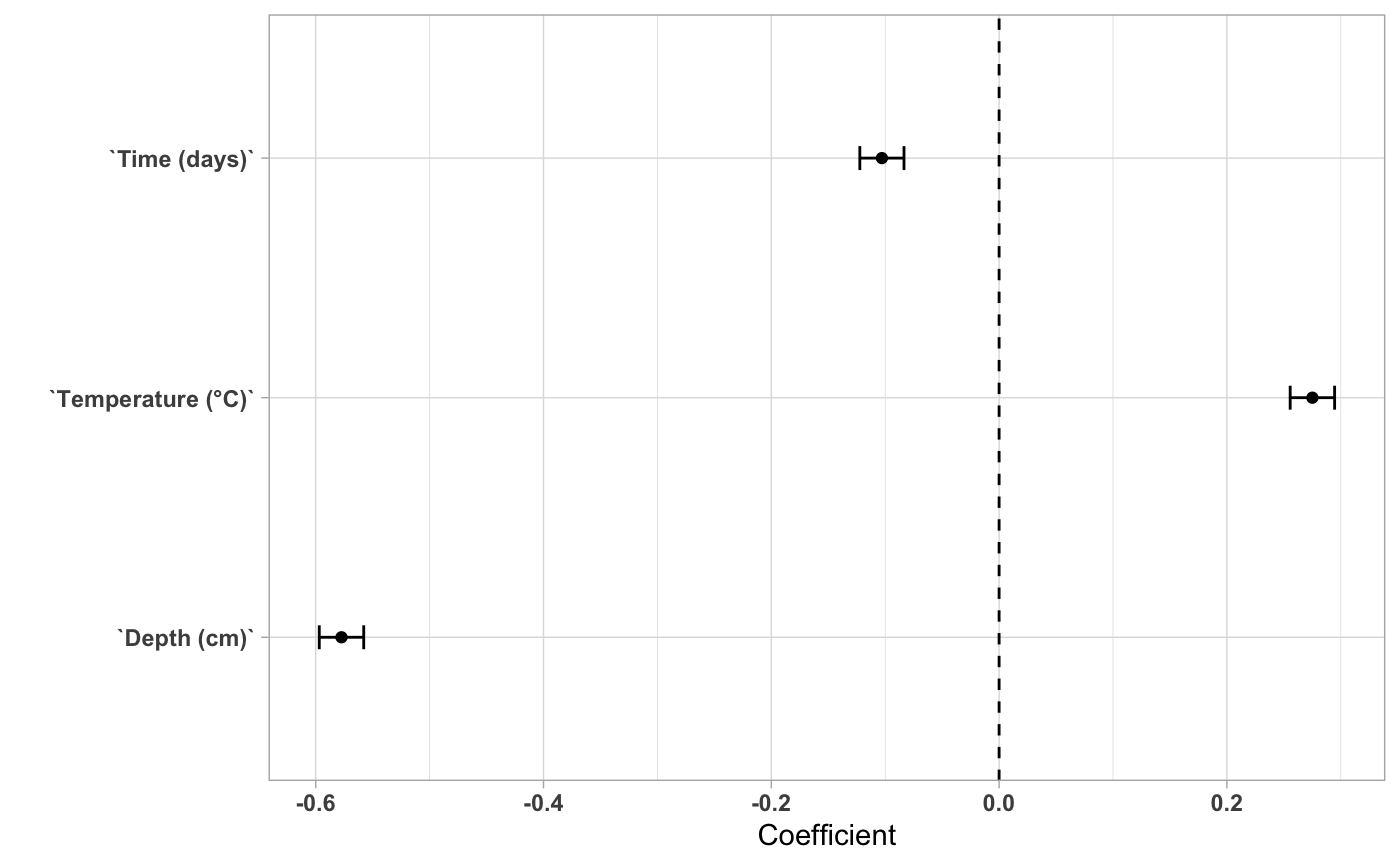 `Time (days)`
`Temperature (°C)`
`Depth (cm)`
-0.6 -0.4 -0.2 0.0 0.2
Coefficient